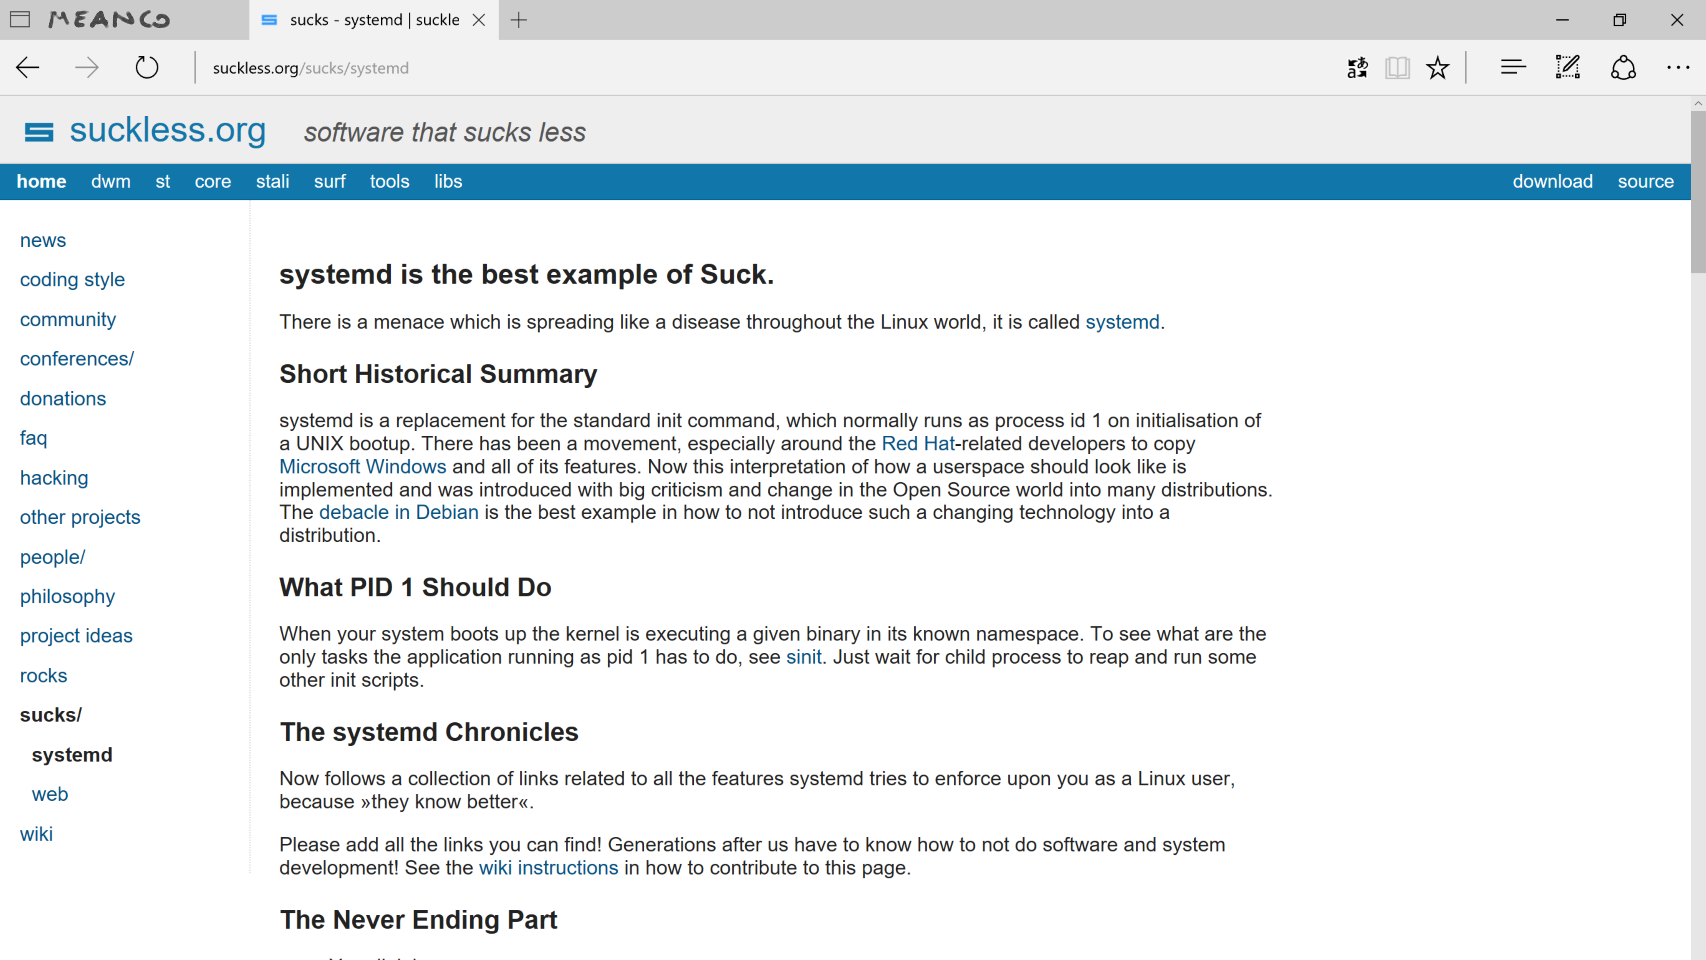 MEANCO
sucks - systemd | suckle
suckless.org/sucks/systemd
suckless.org software that sucks less
home dwm st core stali surf tools libs download source
news
coding style
community
conferences/
donations
faq
hacking
other projects
people/
philosophy
project ideas
rocks
sucks/
systemd
web
wiki
systemd is the best example of Suck.
There is a menace which is spreading like a disease throughout the Linux world, it is called systemd.
Short Historical Summary
systemd is a replacement for the standard init command, which normally runs as process id 1 on initialisation of
a UNIX bootup. There has been a movement, especially around the Red Hat-related developers to copy
Microsoft Windows and all of its features. Now this interpretation of how a userspace should look like is
implemented and was introduced with big criticism and change in the Open Source world into many distributions.
The debacle in Debian is the best example in how to not introduce such a changing technology into a
distribution.
What PID 1 Should Do
When your system boots up the kernel is executing a given binary in its known namespace. To see what are the
only tasks the application running as pid 1 has to do, see sinit. Just wait for child process to reap and run some
other init scripts.
The systemd Chronicles
Now follows a collection of links related to all the features systemd tries to enforce upon you as a Linux user,
because »they know better«.
Please add all the links you can find! Generations after us have to know how to not do software and system
development! See the wiki instructions in how to contribute to this page.
The Never Ending Part